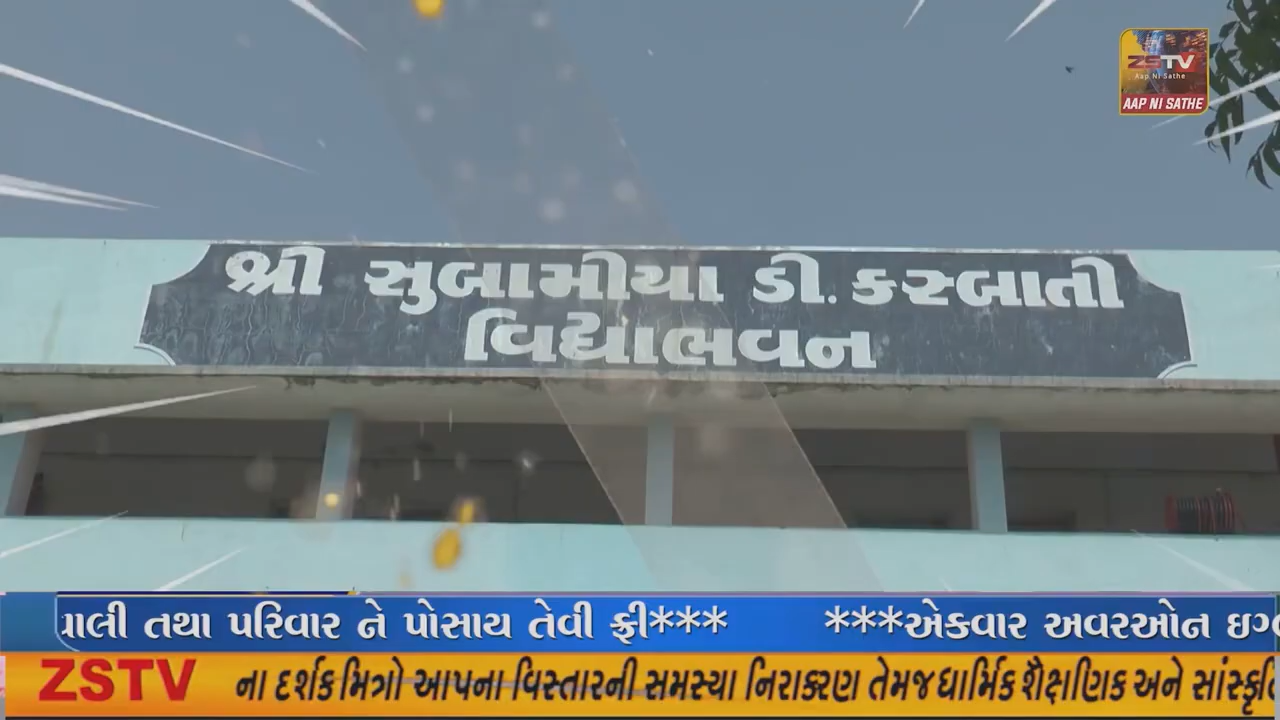 ZSTV
Aap Ni Sathe
AAP NI SATHE
શ્રી સુબામીયા ડી. કરબાતી
વિદ્યાભવન
તથા પરિવાર ને પોસાય તેવી ફ્રી*** ***એકવાર અવરઓન
ZSTV ના દર્શક મિત્રો આપના વિસ્તારની સમસ્યા નિરાકરણ તેમજ ધાર્મિક શૈક્ષણિક અને